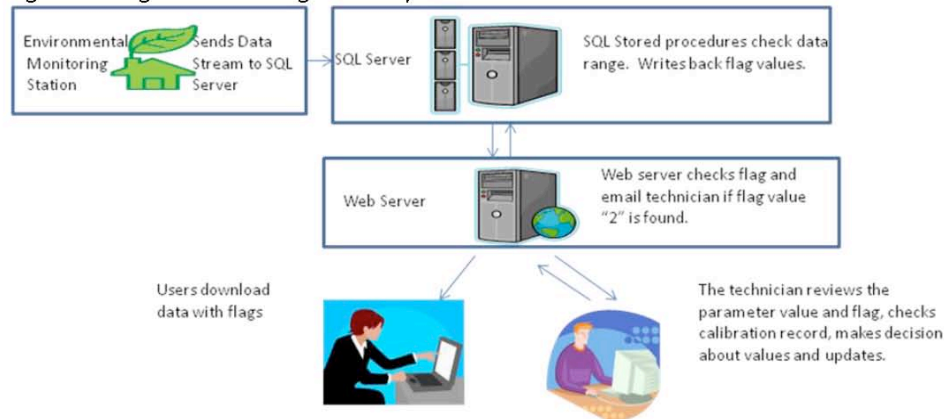 Environmental
Monitoring
Station
Sends Data
Stream to SQL
Server
SQL Server
SQL Stored procedures check data
range. Writes back flag values.
Web Server
Web server checks flag and
email technician if flag value
"2" is found.
Users download
data with flags
The technician reviews the
parameter value and flag, checks
calibration record, makes decision
about values and updates.